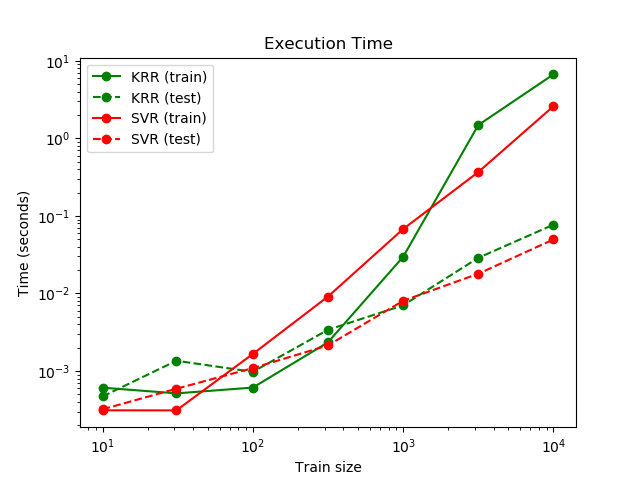 Execution Time
10¹
10⁰
10⁻¹
10⁻²
10⁻³
Time (seconds)
KRR (train)
KRR (test)
SVR (train)
SVR (test)
10¹
10²
10³
10⁴
Train size